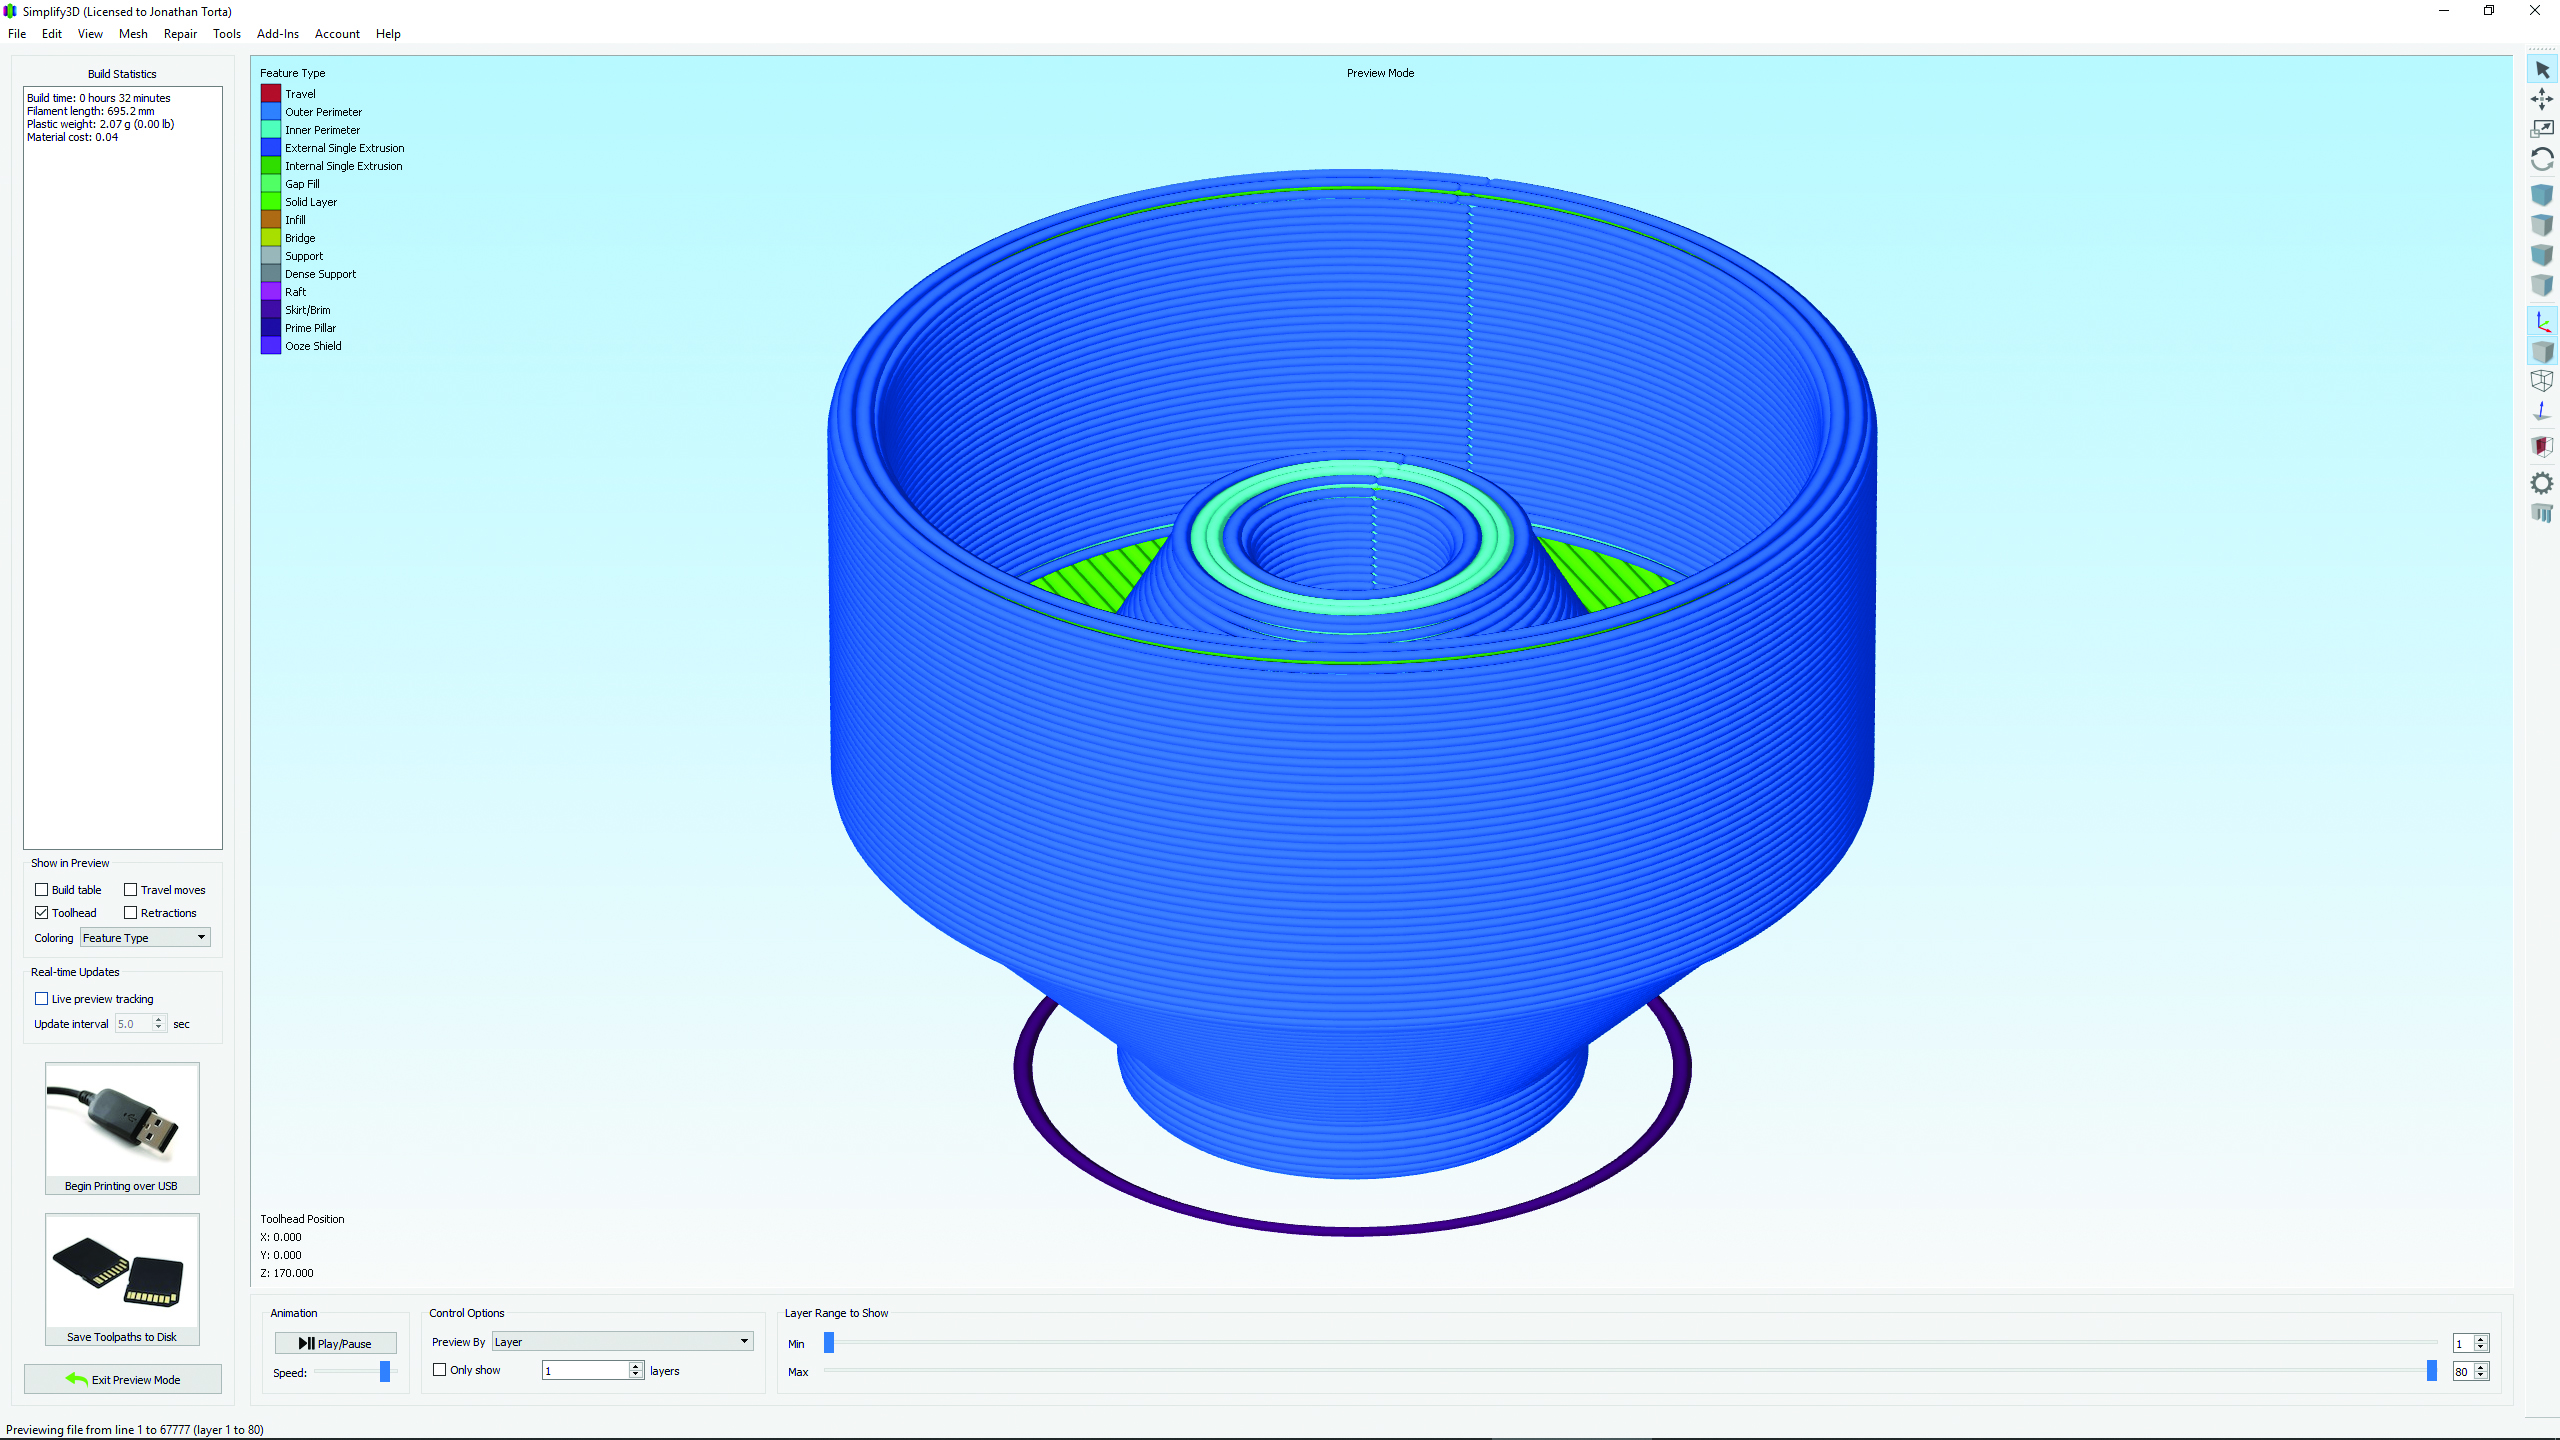 Simplify3D (Licensed to Jonathan Torta)
File Edit View Mesh Repair Tools Add-Ins Account Help
Build Statistics
Build time: 0 hours 32 minutes
Filament length: 695.2 mm
Plastic weight: 2.07 g (0.00 lb)
Material cost: 0.04
Feature Type
Preview Mode
Travel
Outer Perimeter
Inner Perimeter
External Single Extrusion
Internal Single Extrusion
Gap Fill
Solid Layer
Infill
Bridge
Support
Dense Support
Raft
Skirt/Brim
Prime Pillar
Ooze Shield
Show in Preview
Build table Travel moves
Toolhead Retractions
Coloring Feature Type
Real-time Updates
Live preview tracking
Update interval 5.0 sec
Begin Printing over USB
Save Toolpaths to Disk
Exit Preview Mode
Toolhead Position
X: 0.000
Y: 0.000
Z: 170.000
Animation
Play/Pause
Speed:
Control Options
Preview By Layer
Only show 1 layers
Layer Range to Show
Min 1
Max 80
Previewing file from line 1 to 67777 (layer 1 to 80)